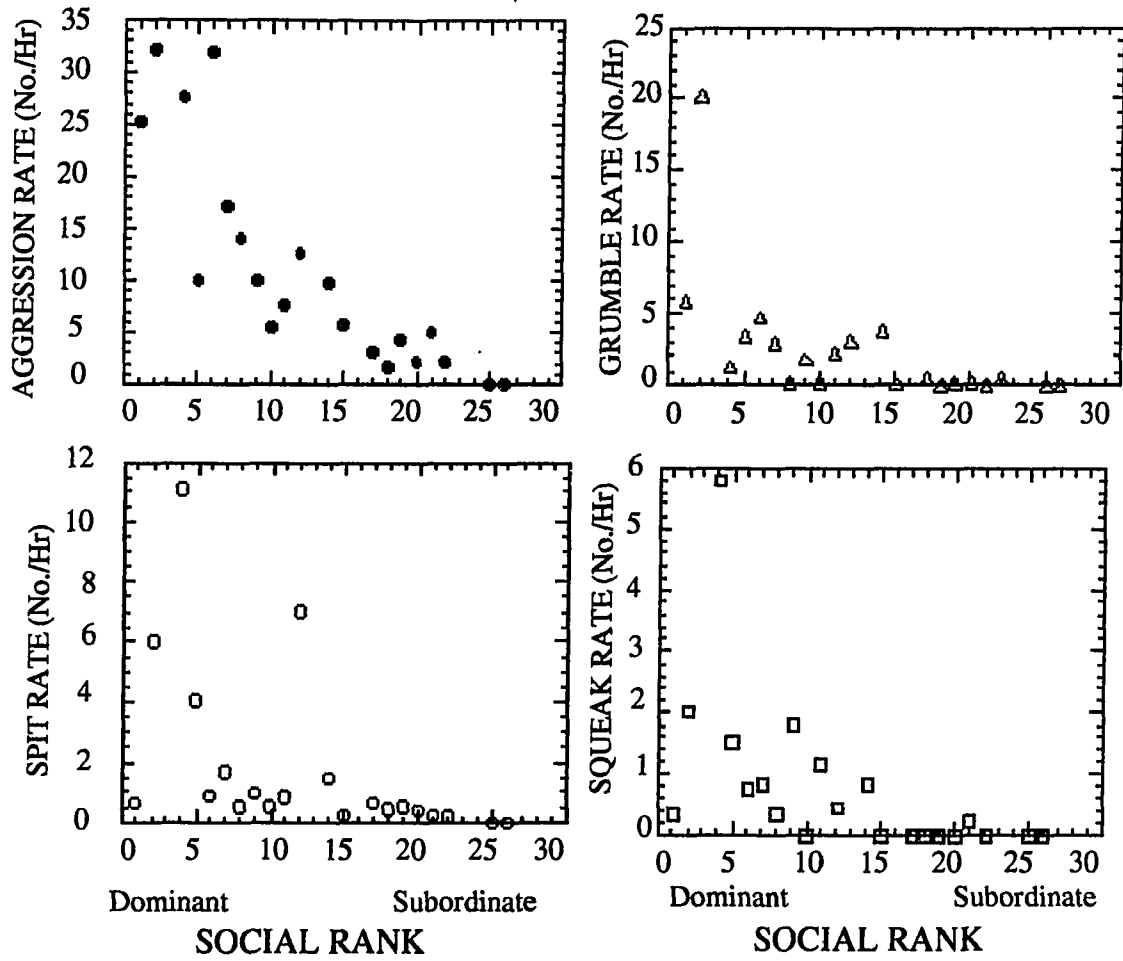 AGGRESSION RATE (No./Hr)
35
30
25
20
15
10
5
0
0 5 10 15 20 25 30
GRUMBLE RATE (No./Hr)
25
20
15
10
5
0
0 5 10 15 20 25 30
SPIT RATE (No./Hr)
12
10
8
6
4
2
0
0 5 10 15 20 25 30
Dominant Subordinate
SOCIAL RANK
SQUEAK RATE (No./Hr)
6
5
4
3
2
1
0
0 5 10 15 20 25 30
Dominant Subordinate
SOCIAL RANK